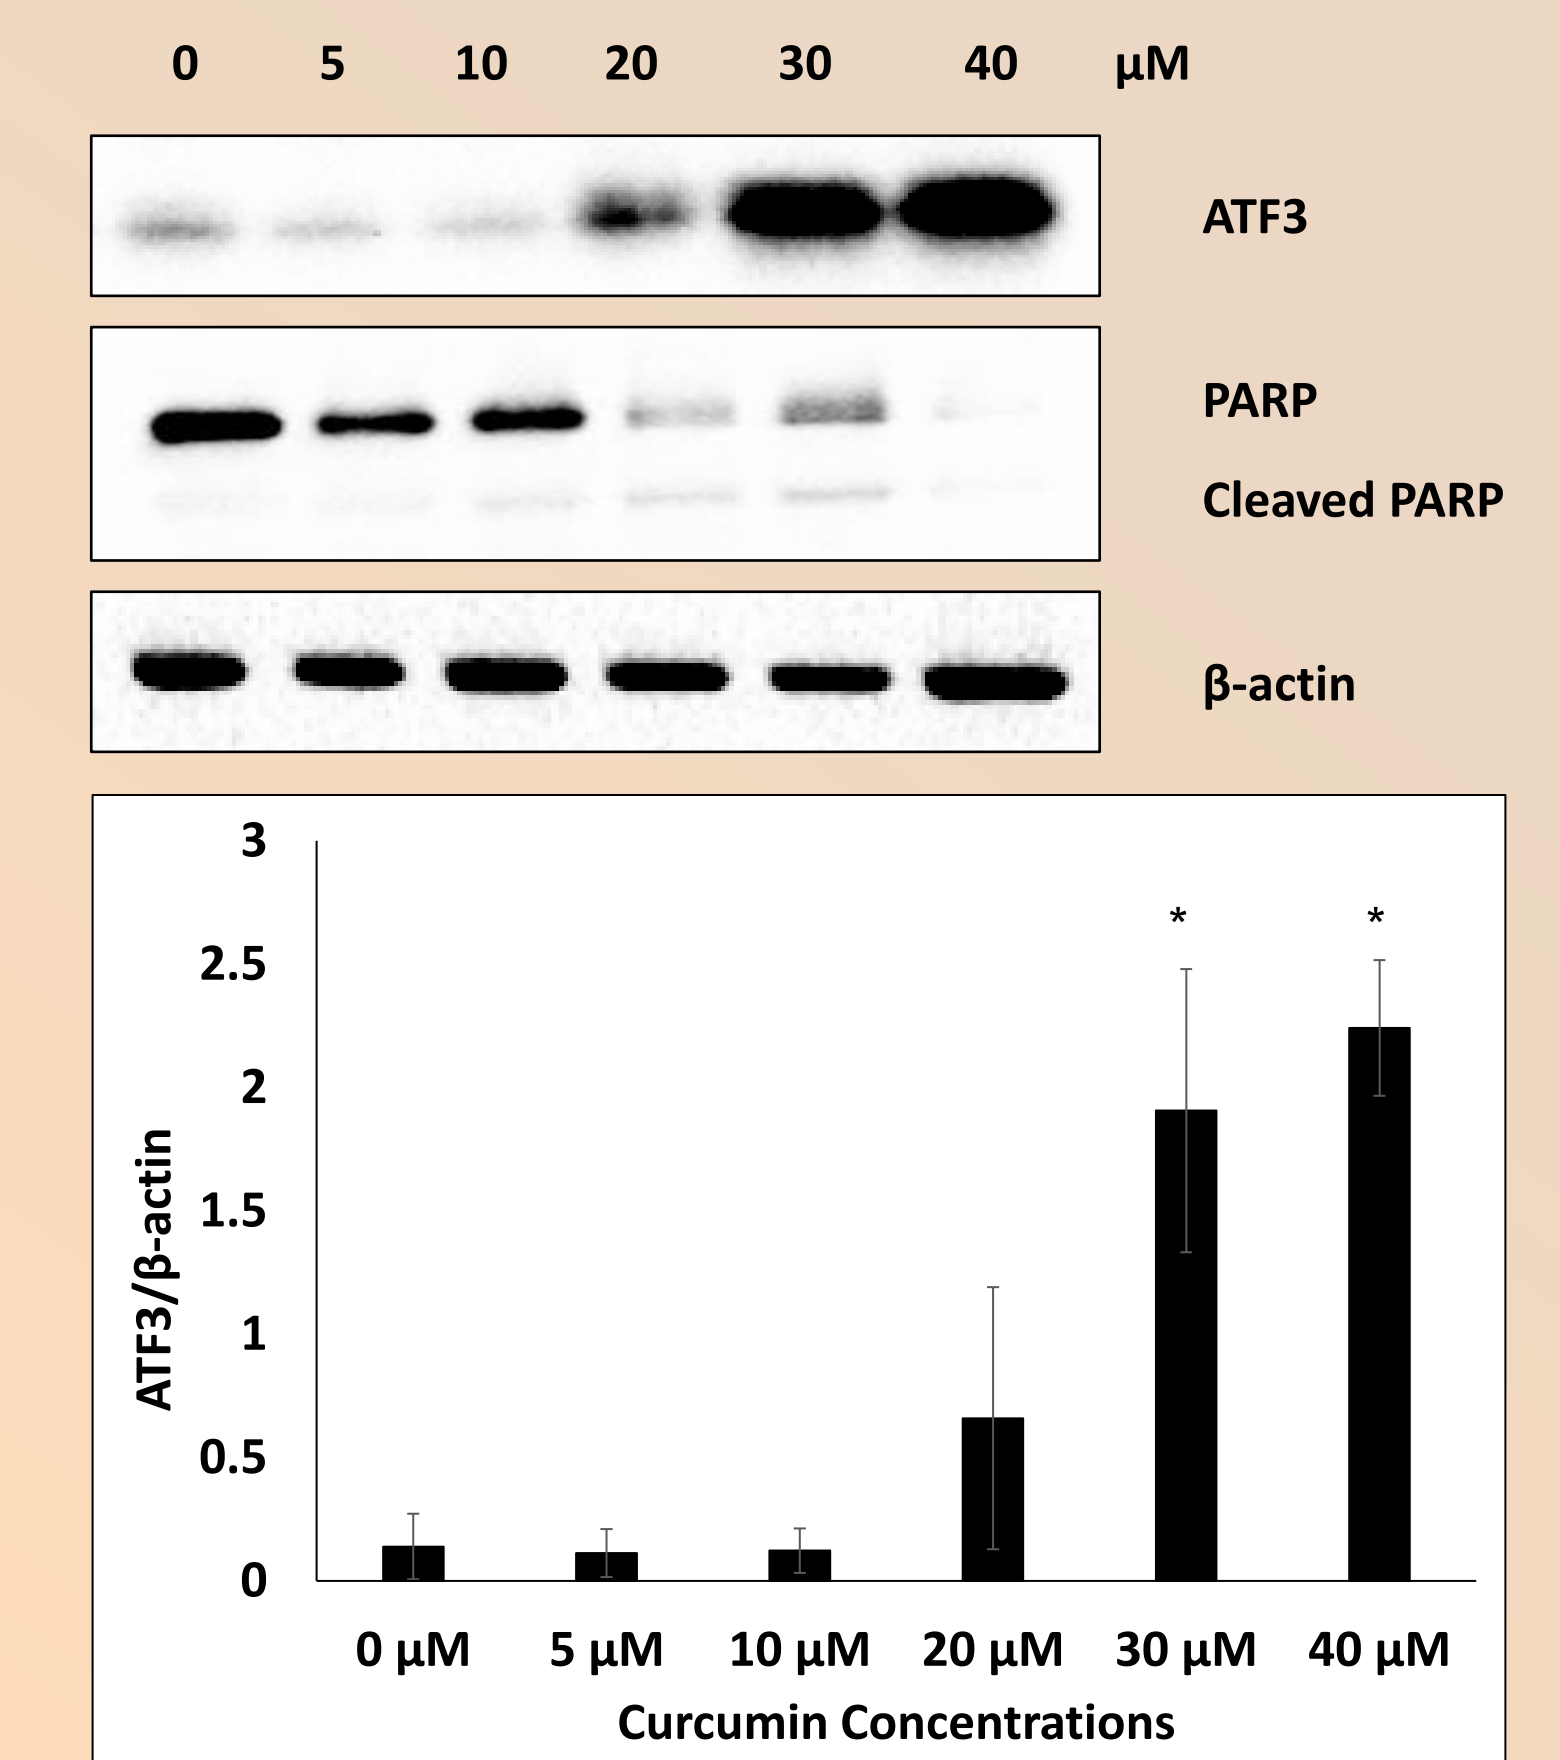 0 5 10 20 30 40 µM
ATF3
PARP
Cleaved PARP
β-actin
3
2.5
2
1.5
1
0.5
0
ATF3/β-actin
* *
0 µM 5 µM 10 µM 20 µM 30 µM 40 µM
Curcumin Concentrations